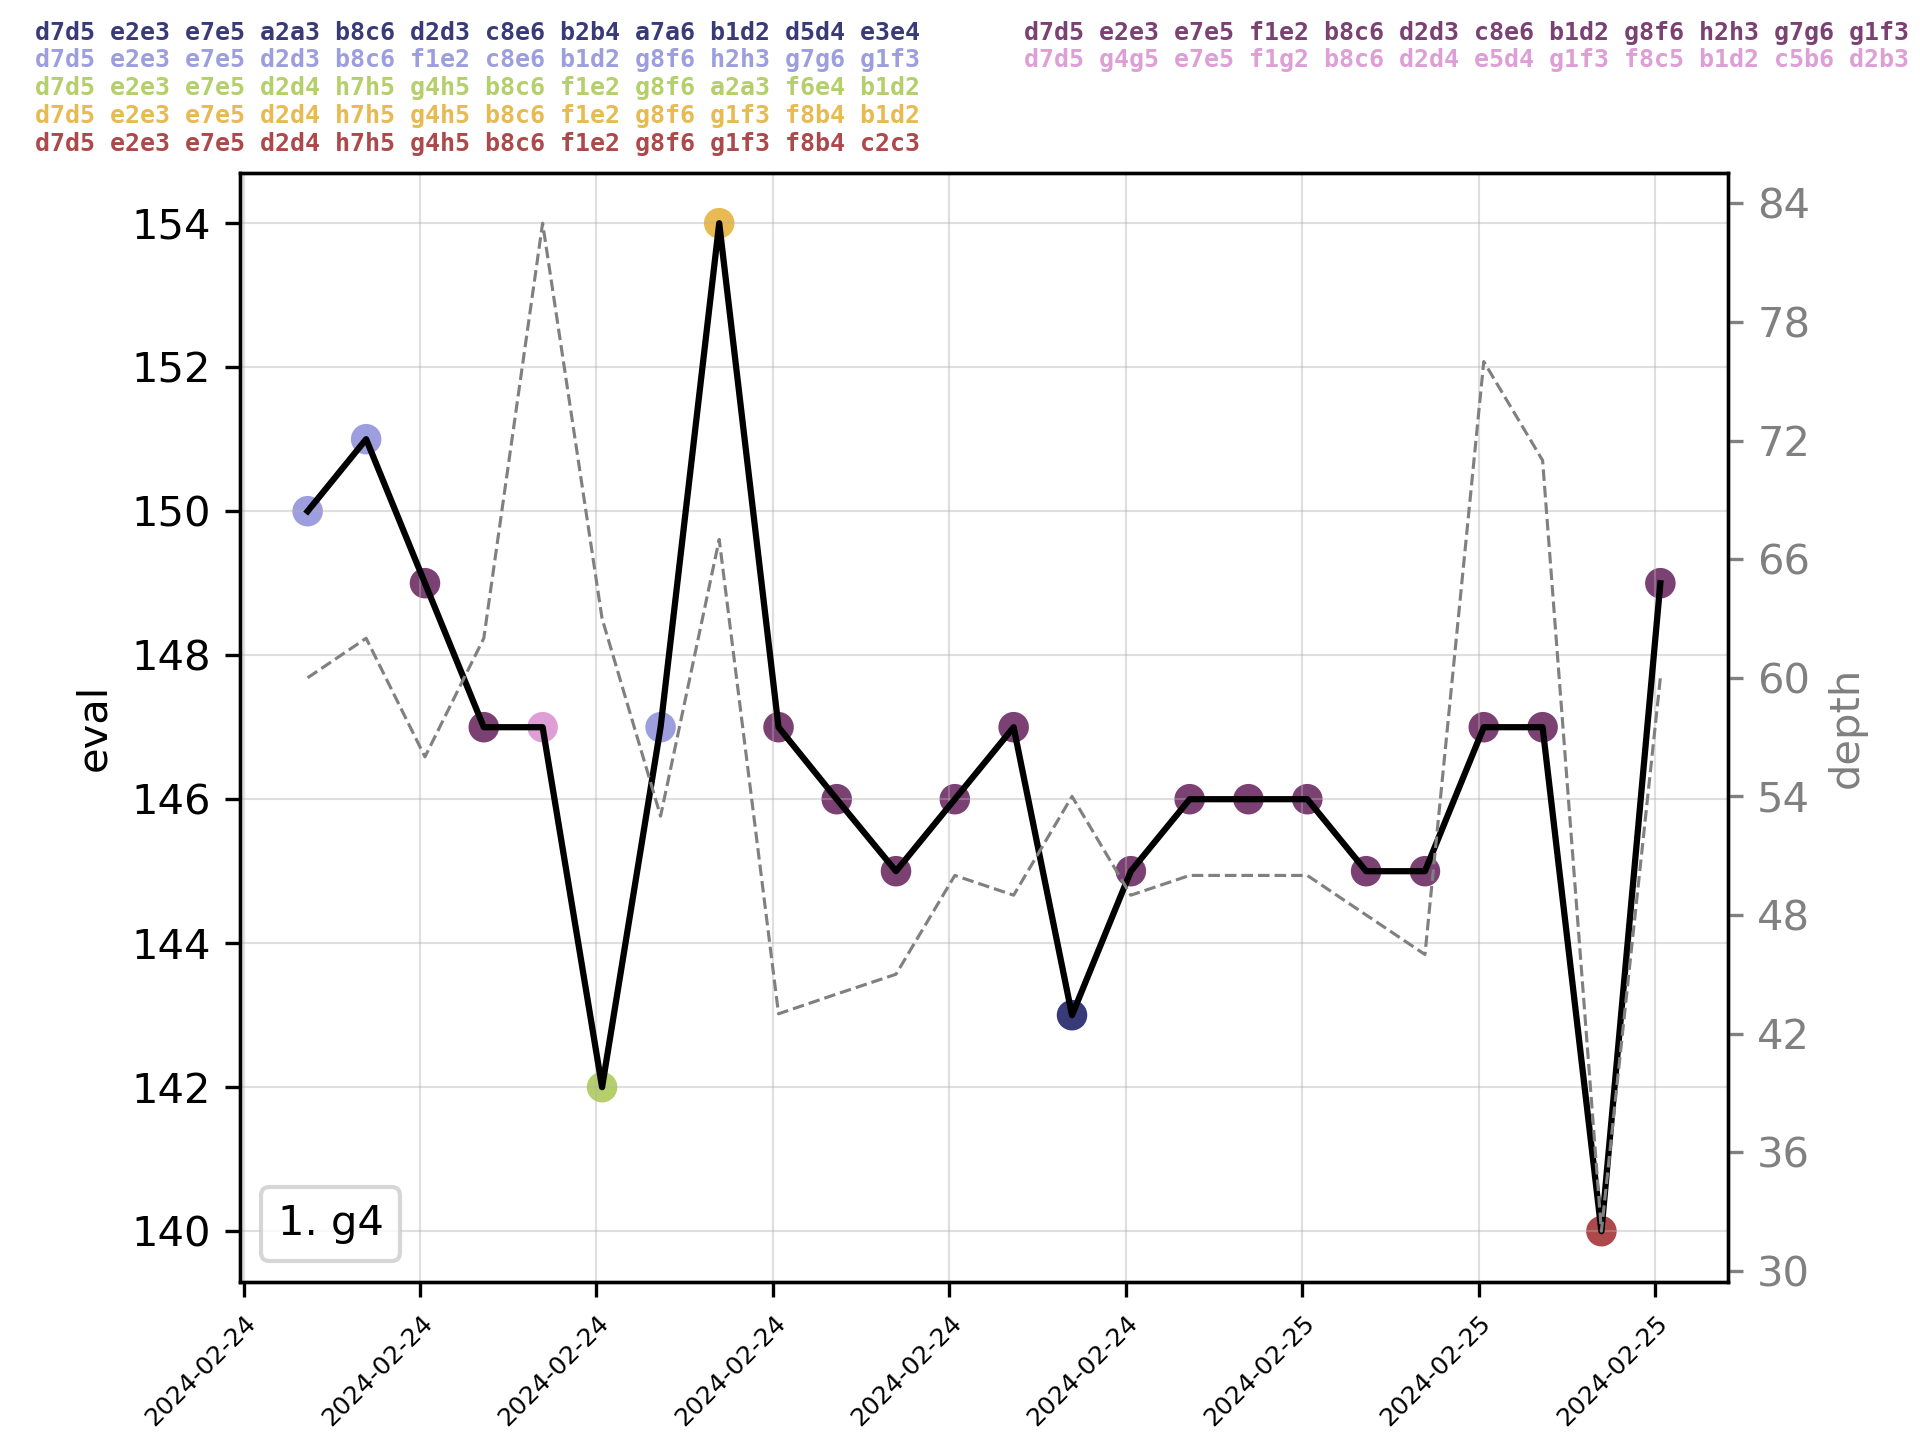 d7d5 e2e3 e7e5 a2a3 b8c6 d2d3 c8e6 b2b4 a7a6 b1d2 d5d4 e3e4
d7d5 e2e3 e7e5 d2d3 b8c6 f1e2 c8e6 b1d2 g8f6 h2h3 g7g6 g1f3
d7d5 e2e3 e7e5 d2d4 h7h5 g4h5 b8c6 f1e2 g8f6 a2a3 f6e4 b1d2
d7d5 e2e3 e7e5 d2d4 h7h5 g4h5 b8c6 f1e2 g8f6 g1f3 f8b4 b1d2
d7d5 e2e3 e7e5 d2d4 h7h5 g4h5 b8c6 f1e2 g8f6 g1f3 f8b4 c2c3
d7d5 e2e3 e7e5 f1e2 b8c6 d2d3 c8e6 b1d2 g8f6 h2h3 g7g6 g1f3
d7d5 g4g5 e7e5 f1g2 b8c6 d2d4 e5d4 g1f3 f8c5 b1d2 c5b6 d2b3
154
152
150
148
146
144
142
140
eval
84
78
72
66
60
54
48
42
36
30
depth
1. g4
2024-02-24
2024-02-24
2024-02-24
2024-02-24
2024-02-24
2024-02-24
2024-02-25
2024-02-25
2024-02-25